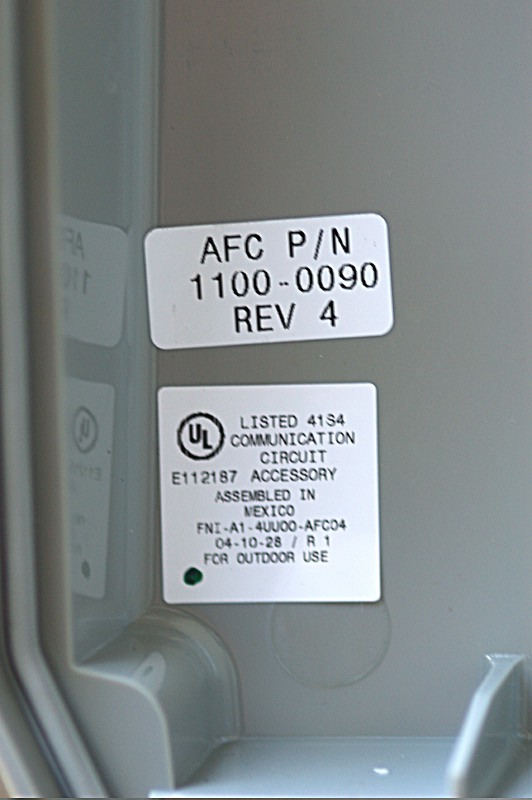 AFC P/N
1100-0090
REV 4
UL LISTED 41S4
COMMUNICATION
CIRCUIT
E112187 ACCESSORY
ASSEMBLED IN
MEXICO
FNI-A1-4UU00-AFC04
04-10-28 / R 1
FOR OUTDOOR USE